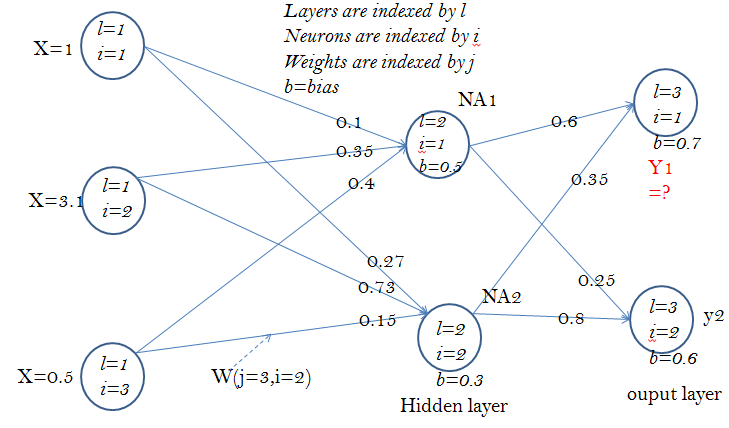 Layers are indexed by l
Neurons are indexed by i
Weights are indexed by j
b=bias
X=1
l=1
i=1
X=3.1
l=1
i=2
X=0.5
l=1
i=3
0.1
0.35
0.4
0.27
0.73
0.15
W(j=3,i=2)
NA1
l=2
i=1
b=0.5
NA2
l=2
i=2
b=0.3
Hidden layer
0.6
0.35
0.25
0.8
l=3
i=1
b=0.7
Y1
=?
l=3
i=2
b=0.6
y2
ouput layer